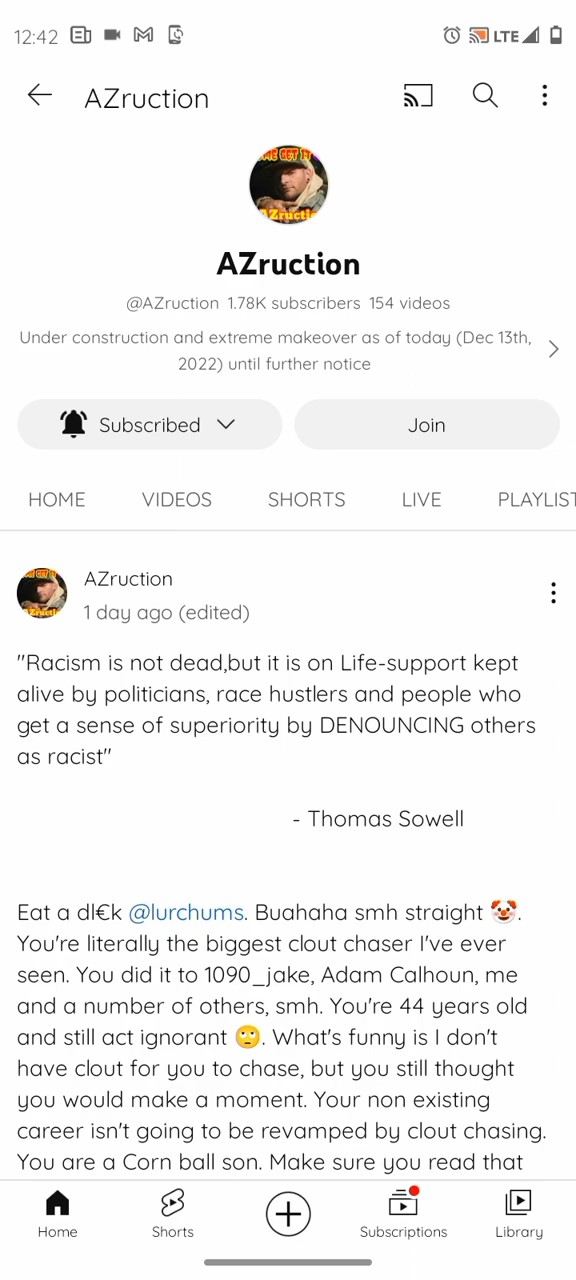 12:42 LTE
AZruction
AZruction
@AZruction 1.78K subscribers 154 videos
Under construction and extreme makeover as of today (Dec 13th,
2022) until further notice
Subscribed Join
HOME VIDEOS SHORTS LIVE PLAYLIST
AZruction
1 day ago (edited)
"Racism is not dead,but it is on Life-support kept
alive by politicians, race hustlers and people who
get a sense of superiority by DENOUNCING others
as racist"
- Thomas Sowell
Eat a dl€k @lurchums. Buahaha smh straight 🤡.
You're literally the biggest clout chaser I've ever
seen. You did it to 1090_jake, Adam Calhoun, me
and a number of others, smh. You're 44 years old
and still act ignorant 🙄. What's funny is I don't
have clout for you to chase, but you still thought
you would make a moment. Your non existing
career isn't going to be revamped by clout chasing.
You are a Corn ball son. Make sure you read that
Home Shorts Subscriptions Library